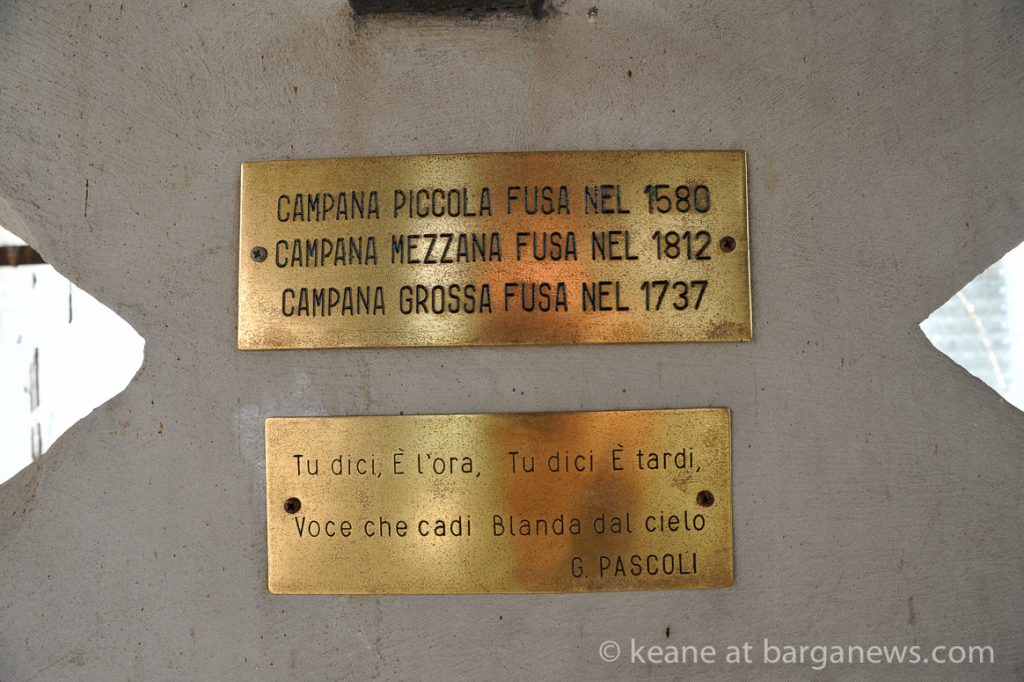 CAMPANA PICCOLA FUSA NEL 1580
CAMPANA MEZZANA FUSA NEL 1812
CAMPANA GROSSA FUSA NEL 1737
Tu dici, È l'ora, Tu dici È tardi,
Voce che cadi Blanda dal cielo
G. PASCOLI
© keane at barganews.com